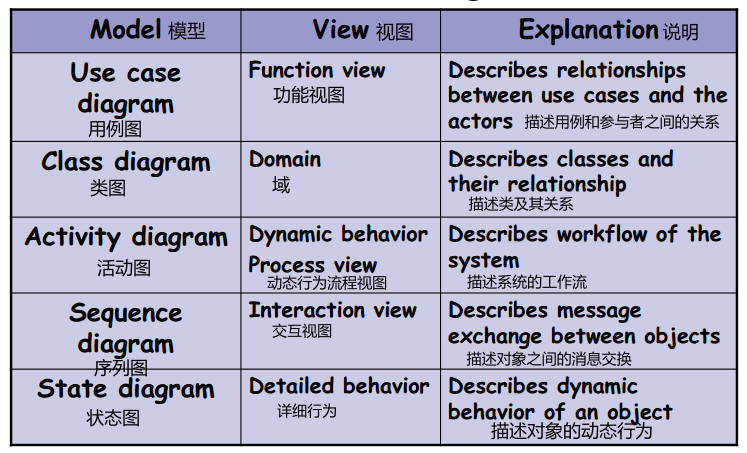 Model 模型
View 视图
Explanation 说明
Use case
diagram
用例图
Function view
功能视图
Describes relationships
between use cases and the
actors 描述用例和参与者之间的关系
Class diagram
类图
Domain
域
Describes classes and
their relationship
描述类及其关系
Activity diagram
活动图
Dynamic behavior
Process view
动态行为流程视图
Describes workflow of the
system
描述系统的工作流
Sequence
diagram
序列图
Interaction view
交互视图
Describes message
exchange between objects
描述对象之间的消息交换
State diagram
状态图
Detailed behavior
详细行为
Describes dynamic
behavior of an object
描述对象的动态行为